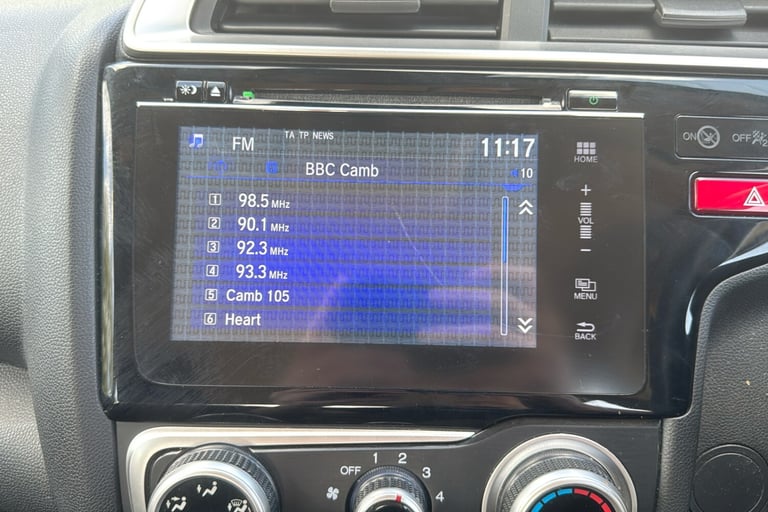 FM TA TP NEWS 11:17
BBC Camb 10
1 98.5 MHz
2 90.1 MHz
3 92.3 MHz
4 93.3 MHz
5 Camb 105
6 Heart
HOME
+
VOL
−
MENU
BACK
ON OFF
OFF 1 2 3 4